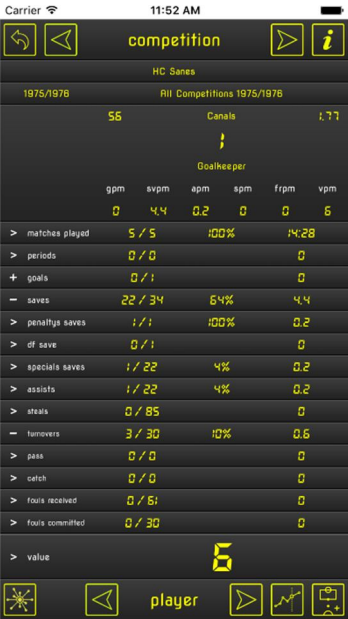 Carrier 11:52 AM
competition i
HC Sanes
1975/1976 All Competitions 1975/1976
56 Canals 1.77
1
Goalkeeper
gpm svpm apm spm frpm vpm
0 4.4 0.2 0 0 6
> matches played 5 / 5 100% 14:28
> periods 0 / 0 0
+ goals 0 / 1 0
- saves 22 / 34 64% 4.4
> penaltys saves 1 / 1 100% 0.2
> df save 0 / 1 0
> specials saves 1 / 22 4% 0.2
> assists 1 / 22 4% 0.2
> steals 0 / 85 0
- turnovers 3 / 30 10% 0.6
> pass 0 / 0 0
> catch 0 / 0 0
> fouls received 0 / 61 0
> fouls committed 0 / 30 0
> value 6
player